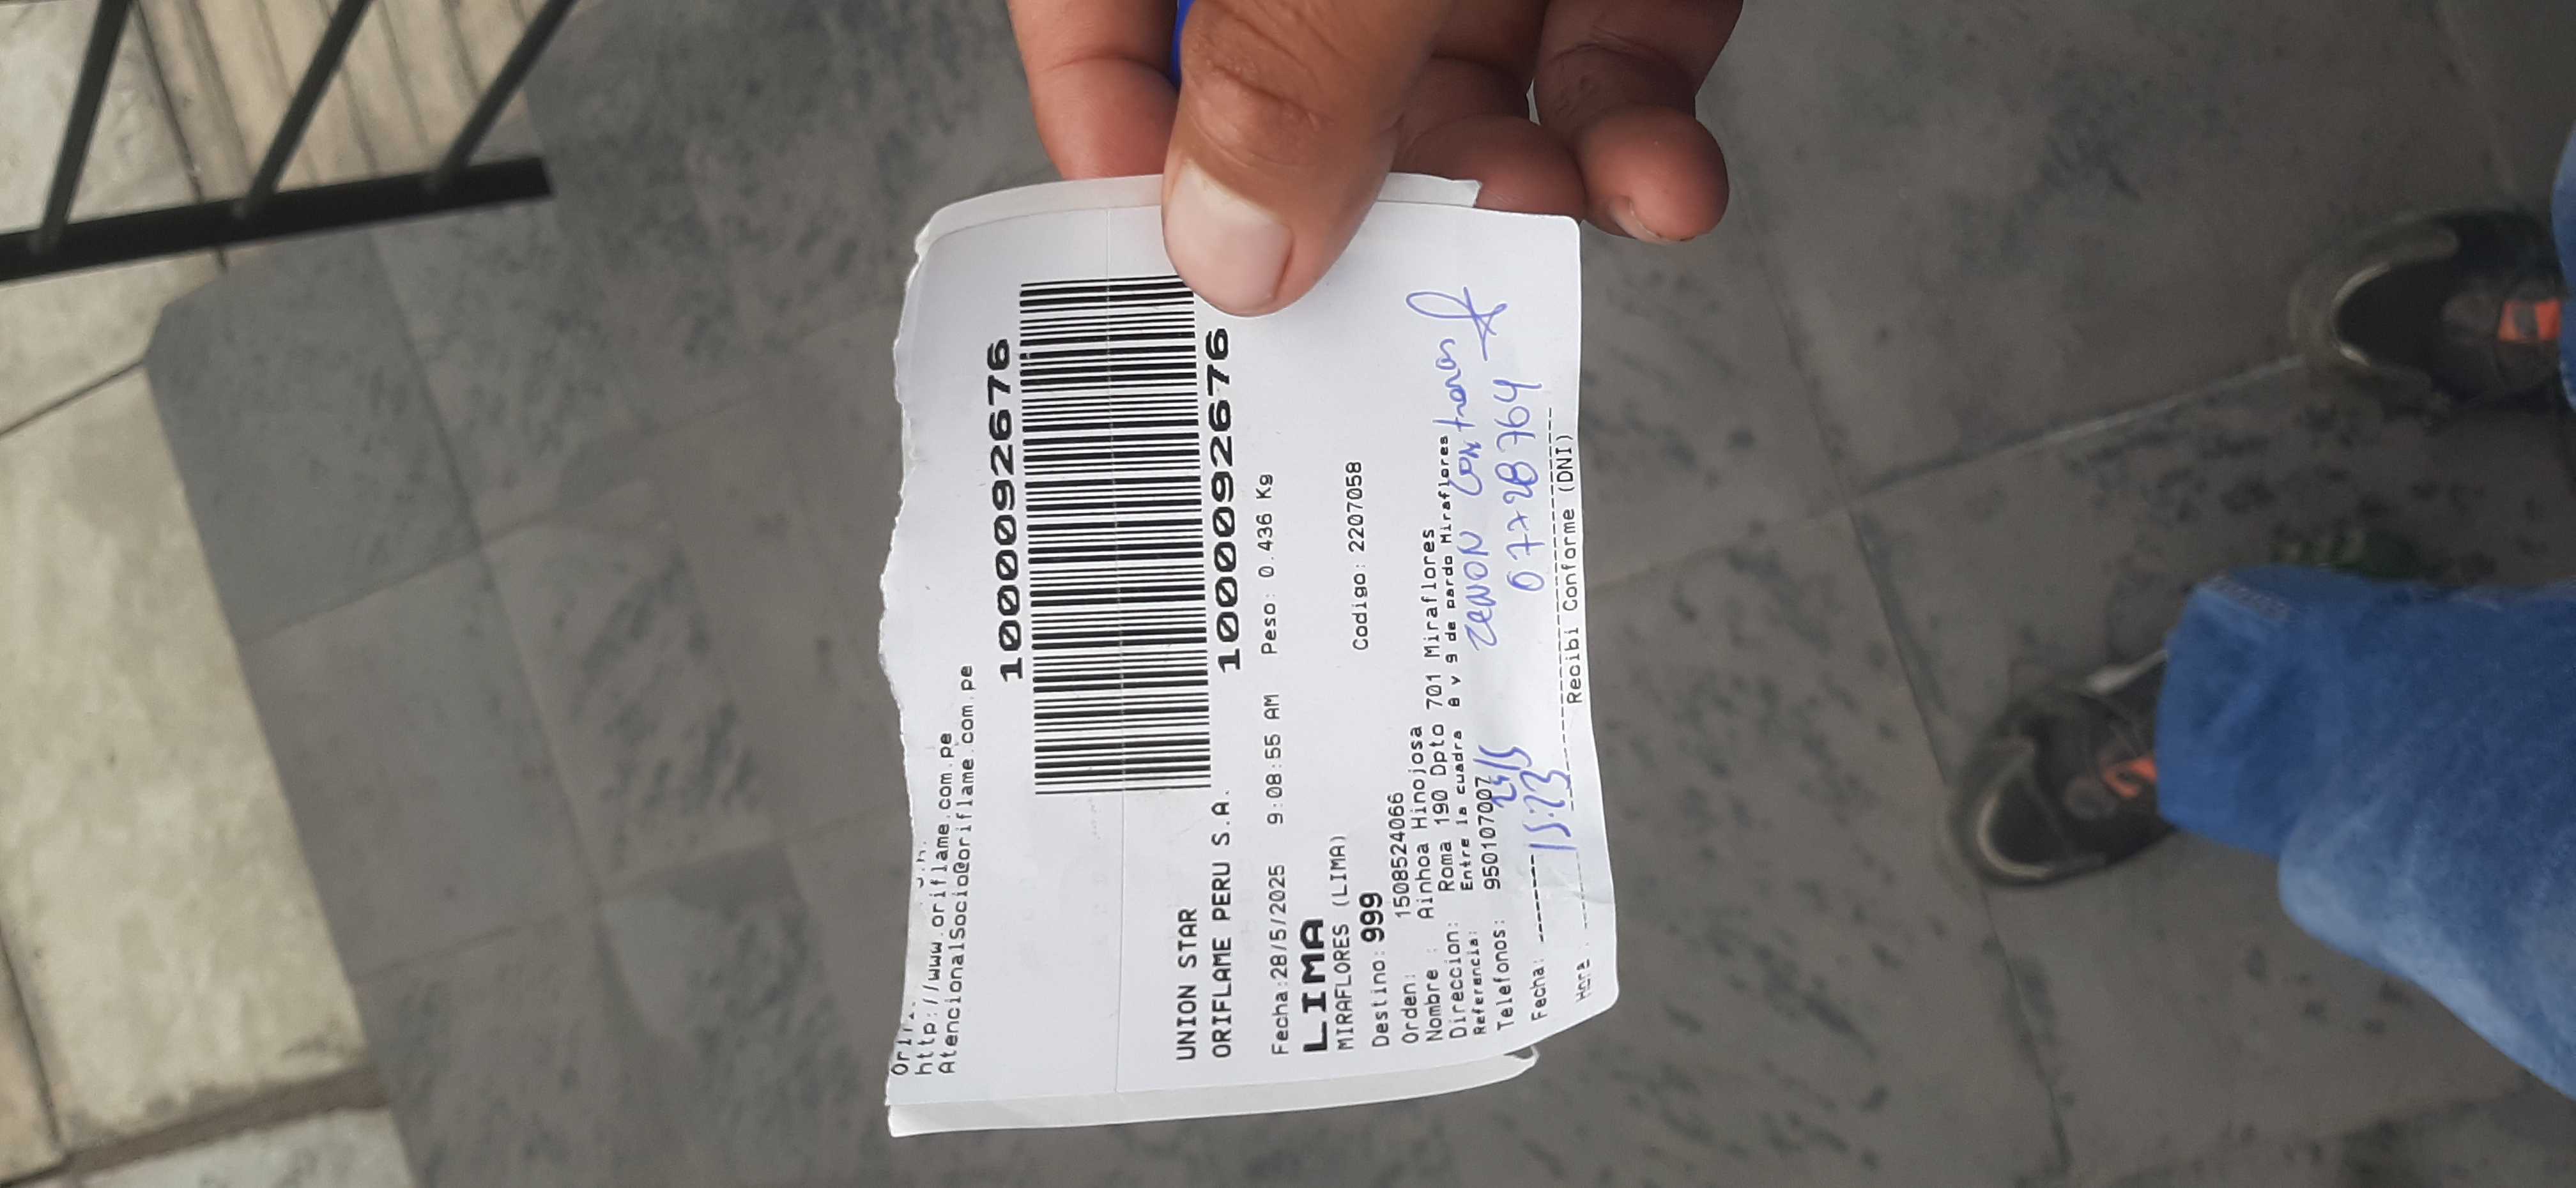 http://www.oriflame.com.pe
AtencionalSocio@oriflame.com.pe
1000092676
UNION STAR
ORIFLAME PERU S.A.
1000092676
Fecha:28/5/2025 9:08:55 AM Peso: 0.436 Kg
LIMA
MIRAFLORES (LIMA)
Destino: 999 Codigo: 2207058
Orden: 1508524066
Nombre : Ainhoa Hinojosa
Direccion: Roma 190 Dpto 701 Miraflores
Referencia: Entre la cuadra 8 y 9 de pardo Miraflores
Telefonos: 9501070007 ZENON Contreras
07728764
Fecha:
Hora : 15:23
Recibi Conforme (DNI)